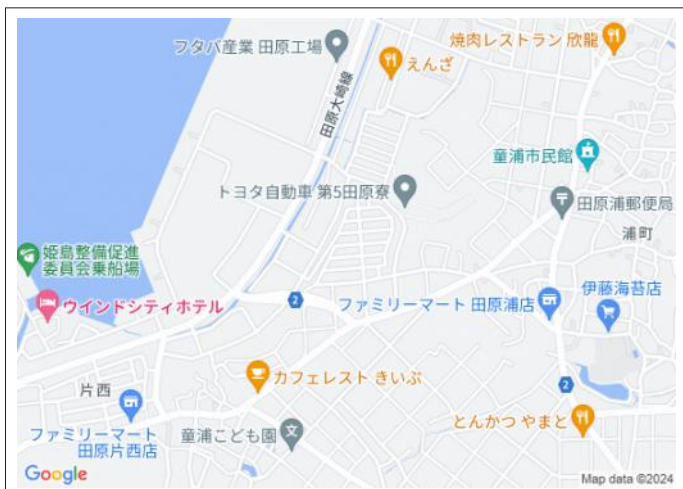 フタバ産業 田原工場
焼肉レストラン 欣龍
えんざ
田原大崎線
童浦市民館
トヨタ自動車 第5田原寮
田原浦郵便局
浦町
姫島整備促進
委員会乗船場
ウインドシティホテル
2
ファミリーマート 田原浦店
伊藤海苔店
カフェレスト きいぷ
片西
2
ファミリーマート
田原片西店
童浦こども園
とんかつ やまと
Google
Map data ©2024